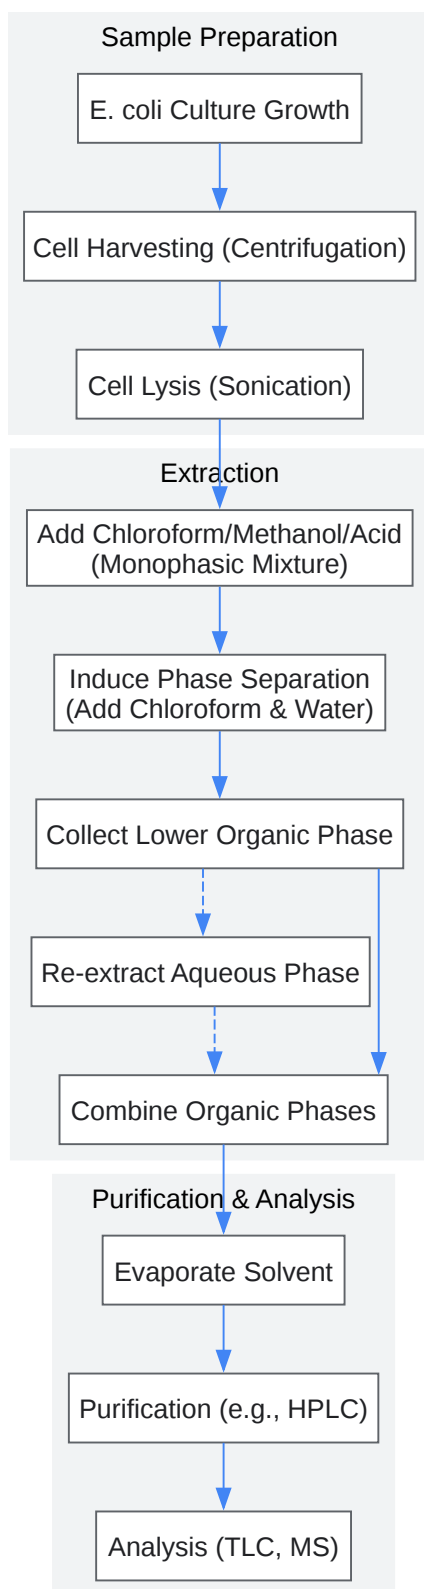 Sample Preparation
E. coli Culture Growth
Cell Harvesting (Centrifugation)
Cell Lysis (Sonication)
Extraction
Add Chloroform/Methanol/Acid
(Monophasic Mixture)
Induce Phase Separation
(Add Chloroform & Water)
Collect Lower Organic Phase
Re-extract Aqueous Phase
Combine Organic Phases
Purification & Analysis
Evaporate Solvent
Purification (e.g., HPLC)
Analysis (TLC, MS)